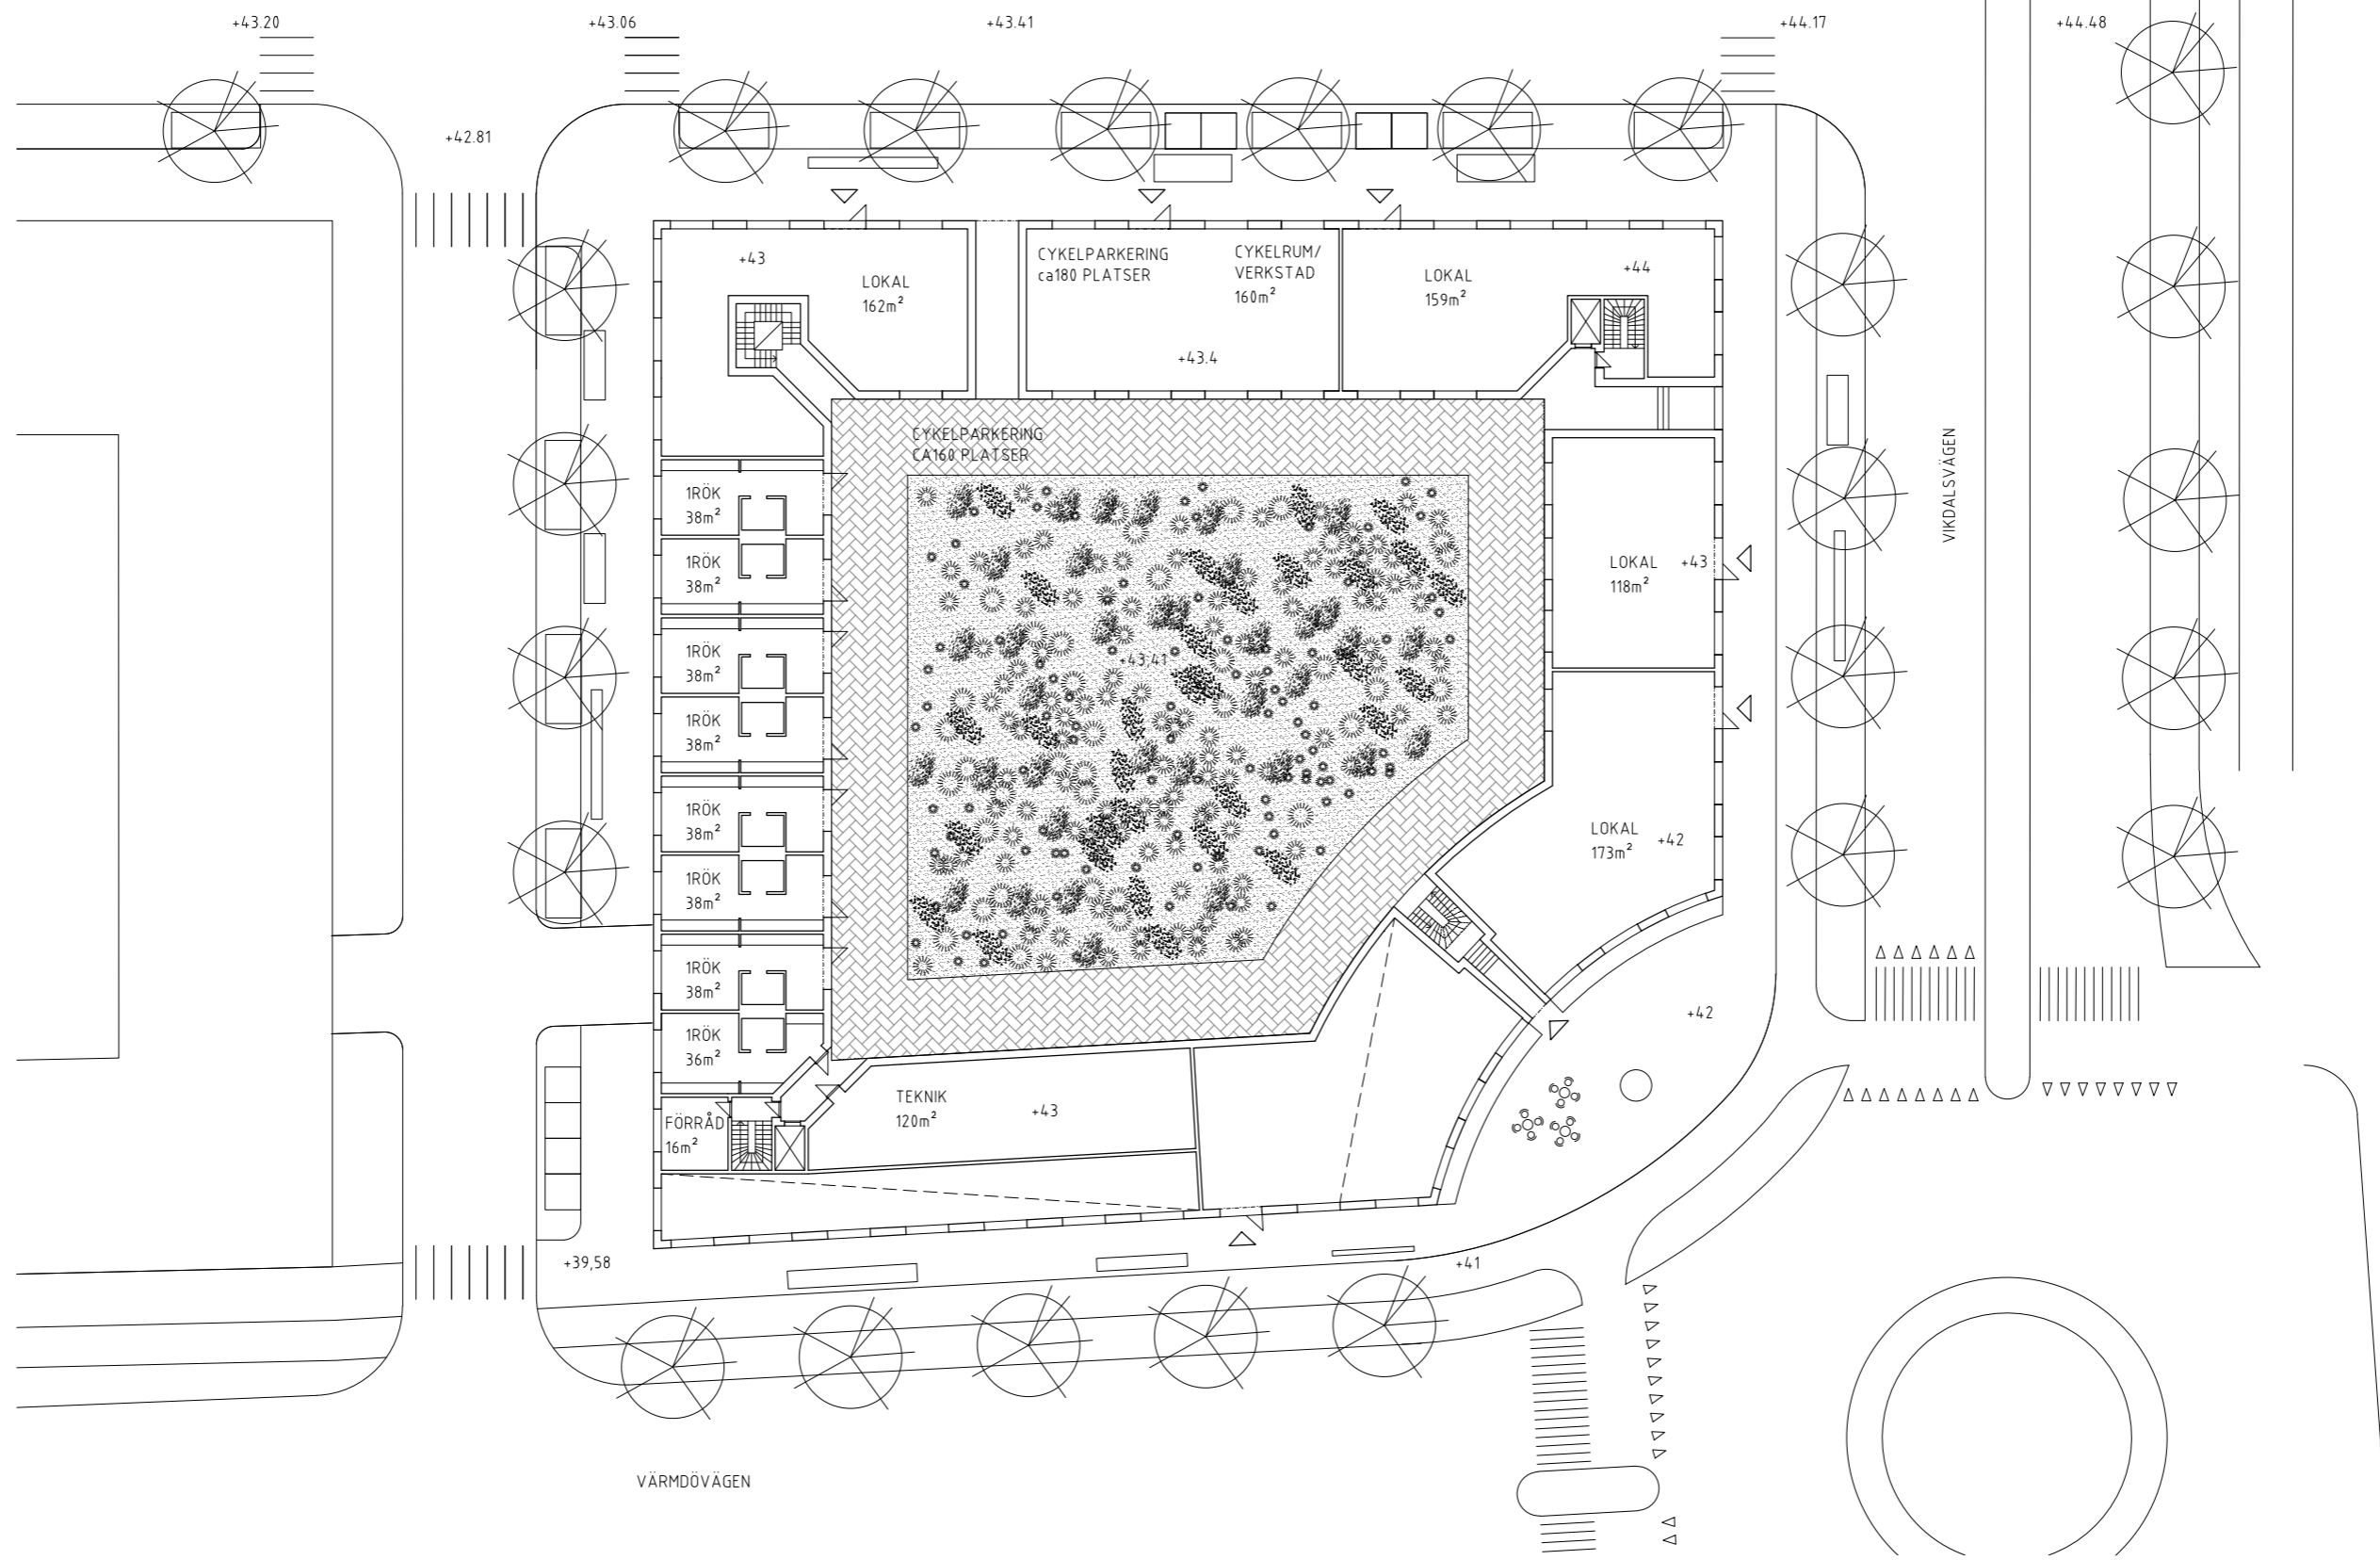 +43.20
+43.06
+43.41
+44.17
+44.48
+42.81
+43
LOKAL
162m²
CYKELPARKERING
ca180 PLATSER
CYKELRUM/
VERKSTAD
160m²
+43.4
LOKAL
159m²
+44
CYKELPARKERING
CA160 PLATSER
+43,41
1RÖK
38m²
1RÖK
38m²
1RÖK
38m²
1RÖK
38m²
1RÖK
38m²
1RÖK
38m²
1RÖK
38m²
1RÖK
36m²
LOKAL
118m²
+43
VIKDALSVÄGEN
LOKAL
173m²
+42
+42
FÖRRÅD
16m²
TEKNIK
120m²
+43
+39,58
+41
VÄRMDÖVÄGEN